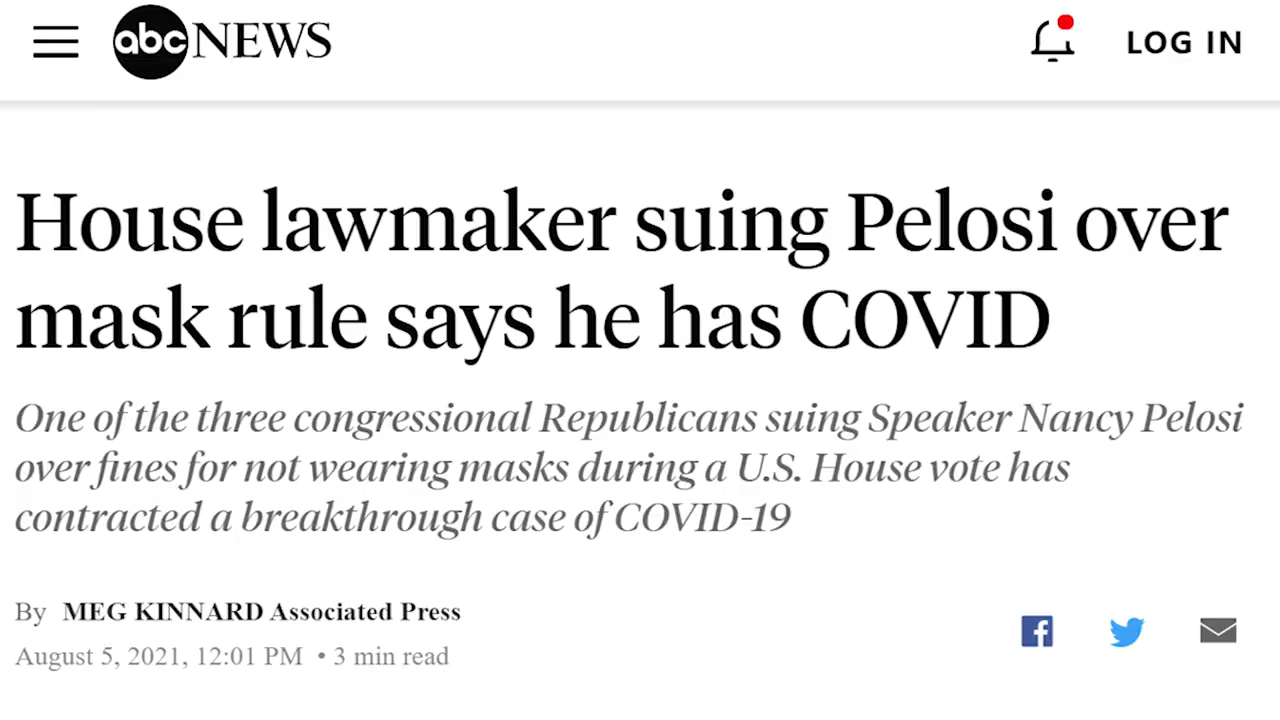 abc NEWS
LOG IN
House lawmaker suing Pelosi over
mask rule says he has COVID
One of the three congressional Republicans suing Speaker Nancy Pelosi
over fines for not wearing masks during a U.S. House vote has
contracted a breakthrough case of COVID-19
By MEG KINNARD Associated Press
August 5, 2021, 12:01 PM • 3 min read